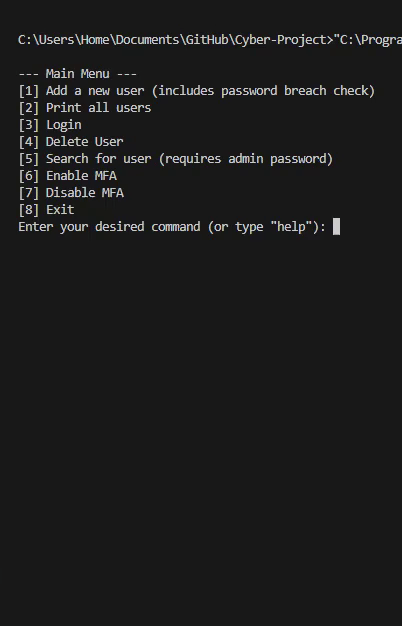 C:\Users\Home\Documents\GitHub\Cyber-Project>"C:\Progra
--- Main Menu ---
[1] Add a new user (includes password breach check)
[2] Print all users
[3] Login
[4] Delete User
[5] Search for user (requires admin password)
[6] Enable MFA
[7] Disable MFA
[8] Exit
Enter your desired command (or type "help"):